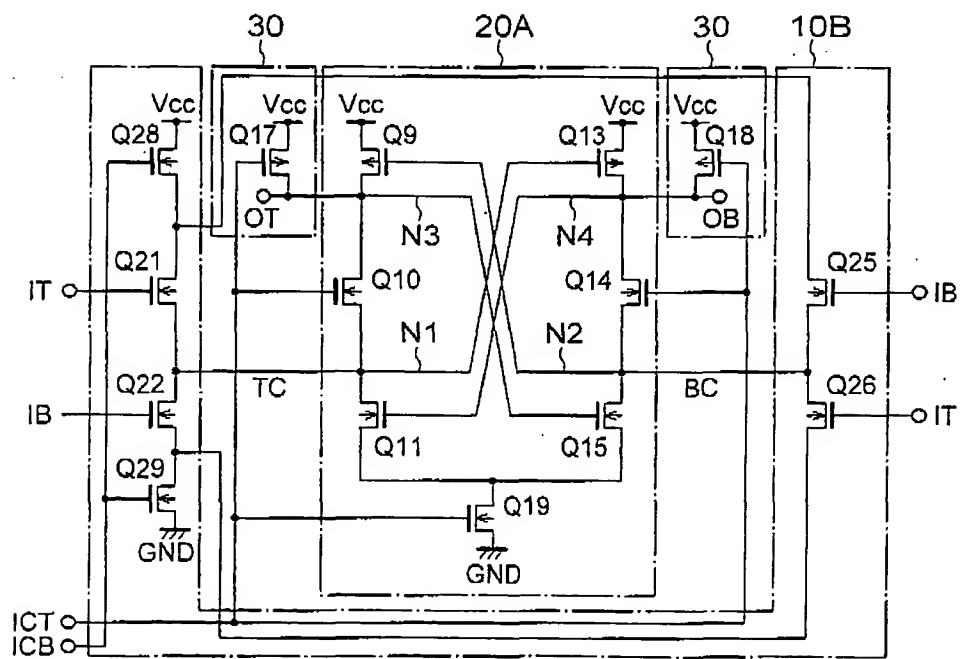 30 20A 30 10B
Vcc Vcc Vcc Vcc Vcc
Q28 Q17 Q9 Q13 Q18
OT N3 N4 OB
Q21 Q10 Q14 Q25
IT IB
N1 N2
Q22 TC BC Q26
IB IT
Q11 Q15
Q29 Q19
GND GND
ICT
ICB